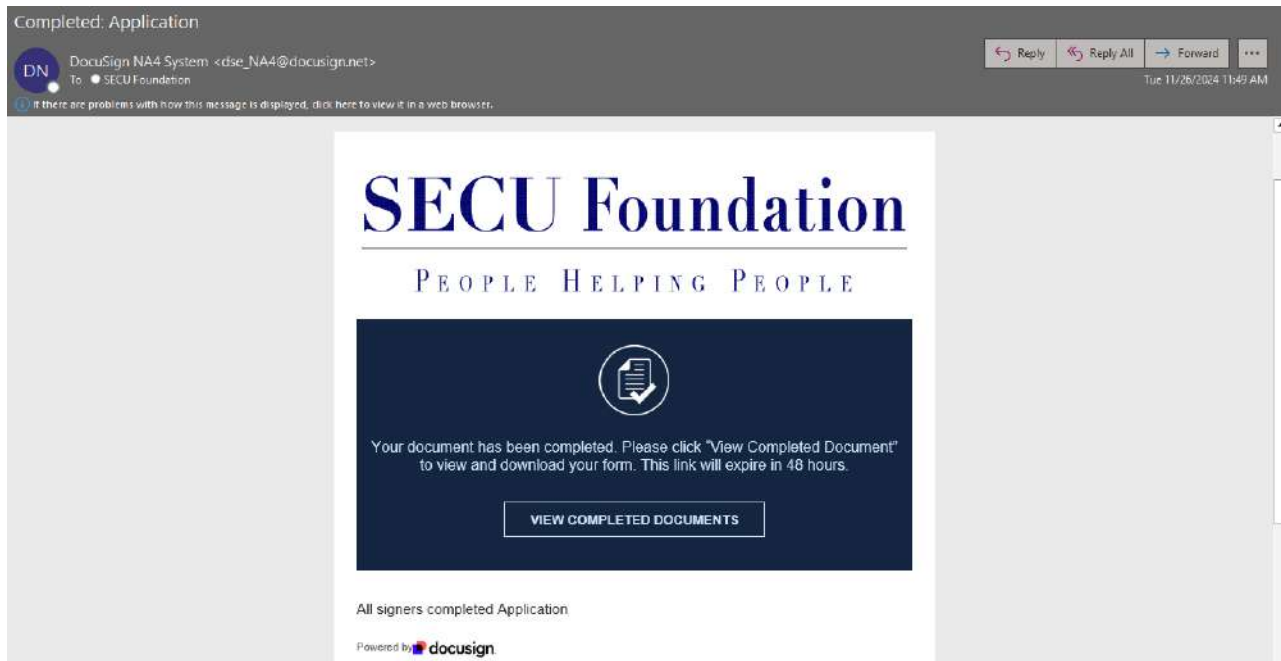 Completed: Application
DN
DocuSign NA4 System <dse_NA4@docusign.net>
To SECU Foundation
Reply
Reply All
Forward
Tue 11/26/2024 11:49 AM
If there are problems with how this message is displayed, click here to view it in a web browser.
SECU Foundation
PEOPLE HELPING PEOPLE
Your document has been completed. Please click "View Completed Document"
to view and download your form. This link will expire in 48 hours.
VIEW COMPLETED DOCUMENTS
All signers completed Application
Powered by docusign.